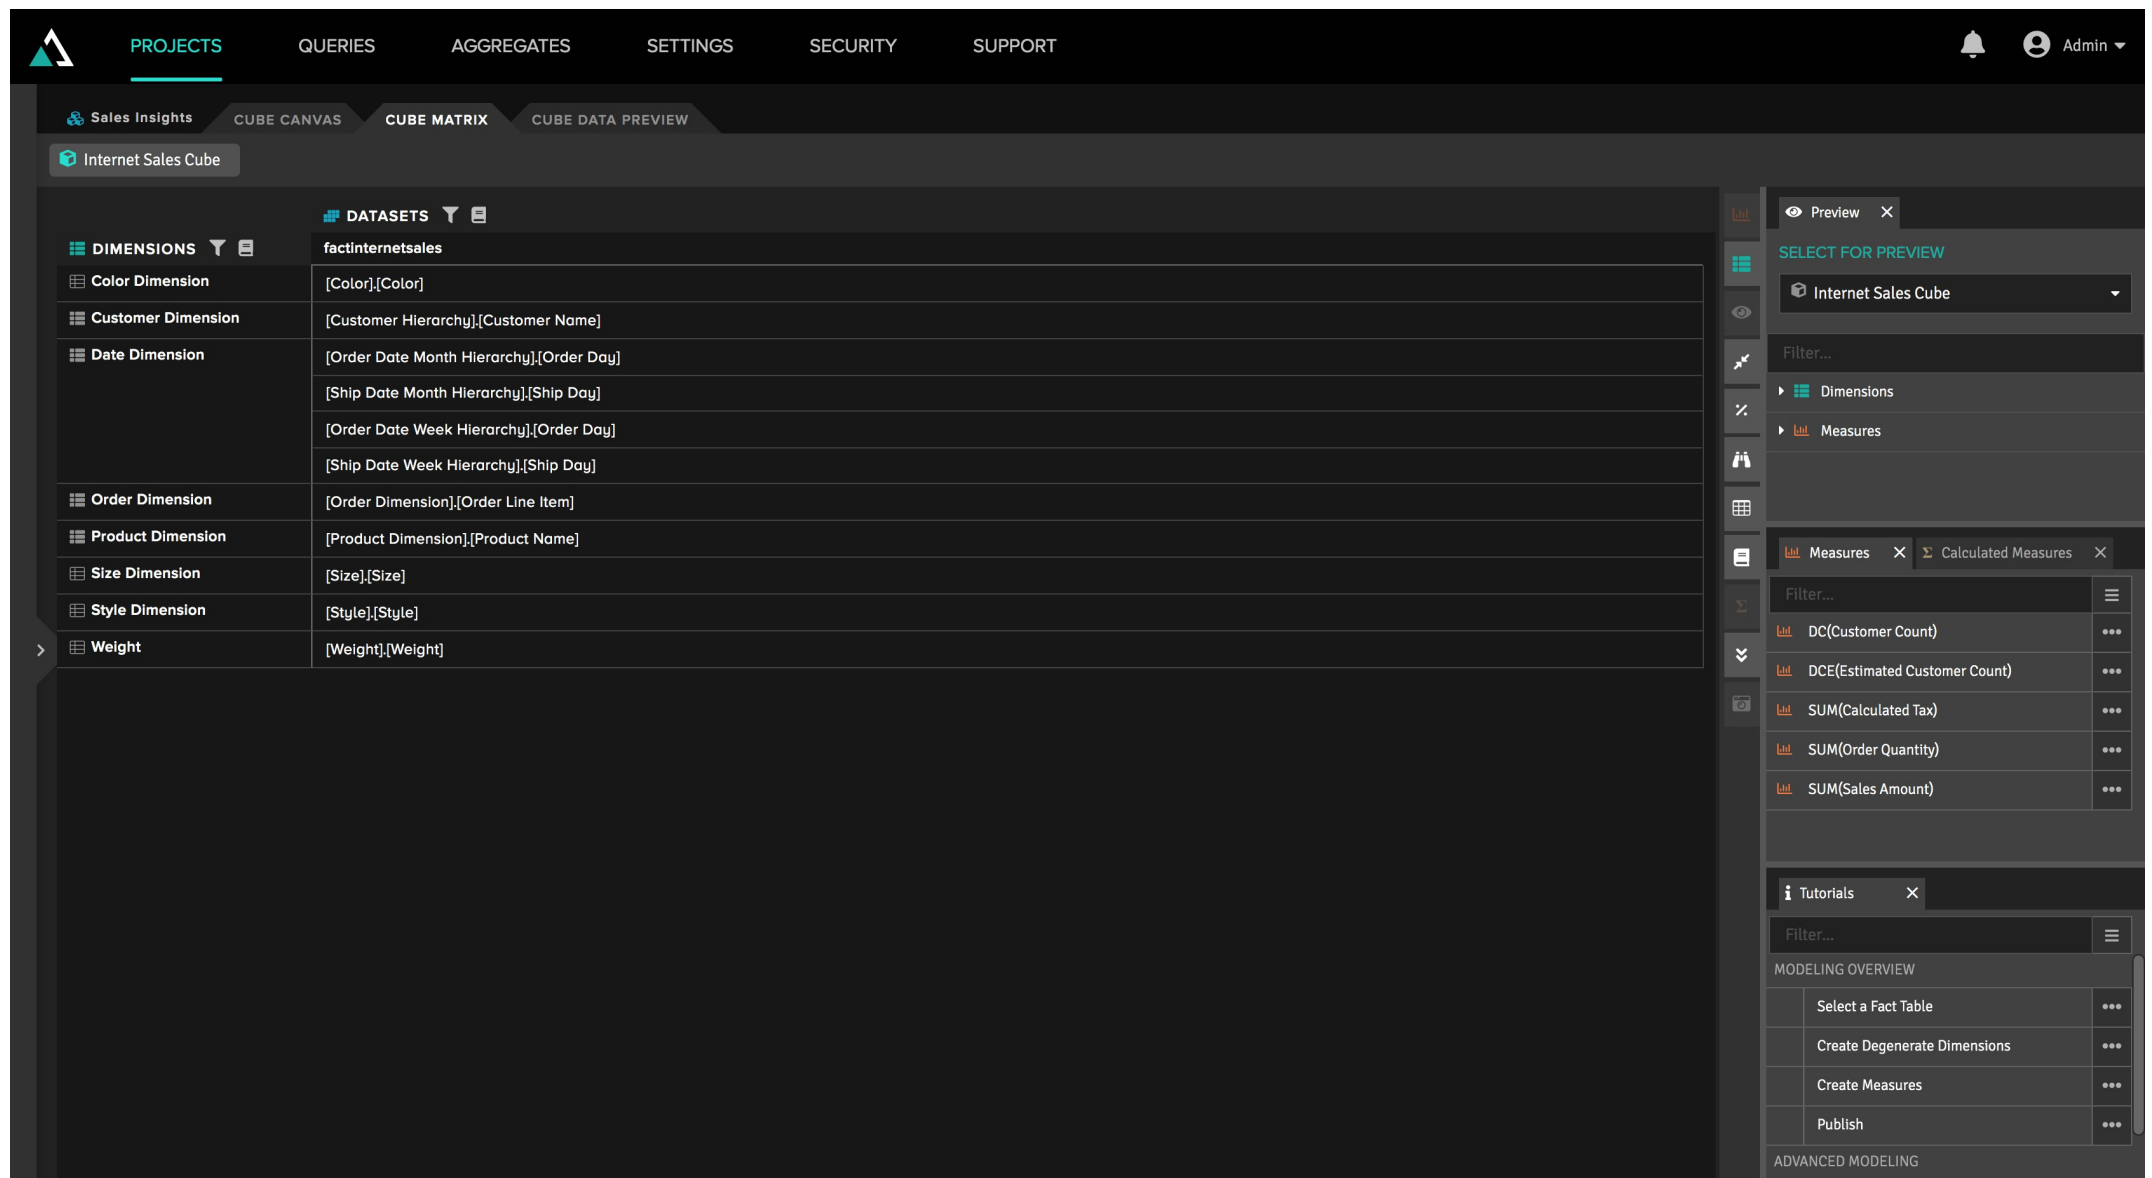 PROJECTS QUERIES AGGREGATES SETTINGS SECURITY SUPPORT Admin
Sales Insights CUBE CANVAS CUBE MATRIX CUBE DATA PREVIEW
Internet Sales Cube
DATASETS
DIMENSIONS factinternetsales
Color Dimension [Color].[Color]
Customer Dimension [Customer Hierarchy].[Customer Name]
Date Dimension [Order Date Month Hierarchy].[Order Day]
[Ship Date Month Hierarchy].[Ship Day]
[Order Date Week Hierarchy].[Order Day]
[Ship Date Week Hierarchy].[Ship Day]
Order Dimension [Order Dimension].[Order Line Item]
Product Dimension [Product Dimension].[Product Name]
Size Dimension [Size].[Size]
Style Dimension [Style].[Style]
Weight [Weight].[Weight]
Preview
SELECT FOR PREVIEW
Internet Sales Cube
Filter...
Dimensions
Measures
Measures Calculated Measures
Filter...
DC(Customer Count)
DCE(Estimated Customer Count)
SUM(Calculated Tax)
SUM(Order Quantity)
SUM(Sales Amount)
Tutorials
Filter...
MODELING OVERVIEW
Select a Fact Table
Create Degenerate Dimensions
Create Measures
Publish
ADVANCED MODELING